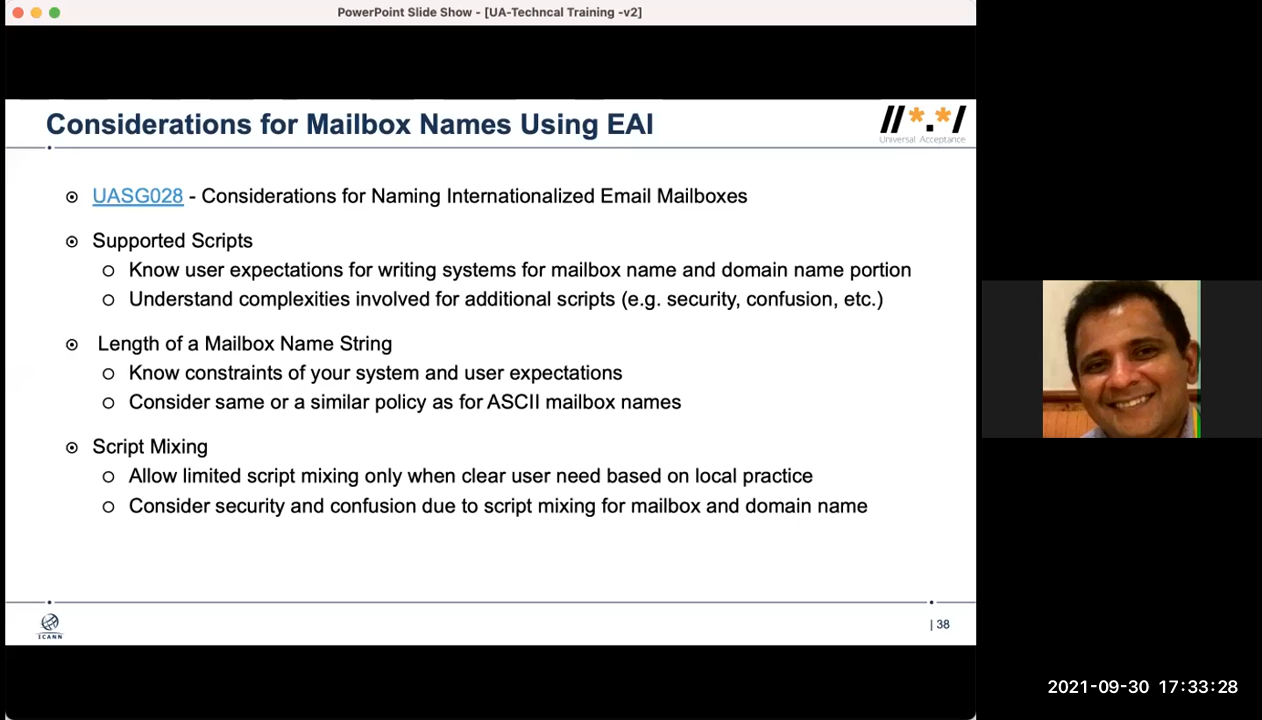 PowerPoint Slide Show - [UA-Techncal Training -v2]
Considerations for Mailbox Names Using EAI
//*.*/
Universal Acceptance
UASG028 - Considerations for Naming Internationalized Email Mailboxes
Supported Scripts
Know user expectations for writing systems for mailbox name and domain name portion
Understand complexities involved for additional scripts (e.g. security, confusion, etc.)
Length of a Mailbox Name String
Know constraints of your system and user expectations
Consider same or a similar policy as for ASCII mailbox names
Script Mixing
Allow limited script mixing only when clear user need based on local practice
Consider security and confusion due to script mixing for mailbox and domain name
ICANN
| 38
2021-09-30 17:33:28